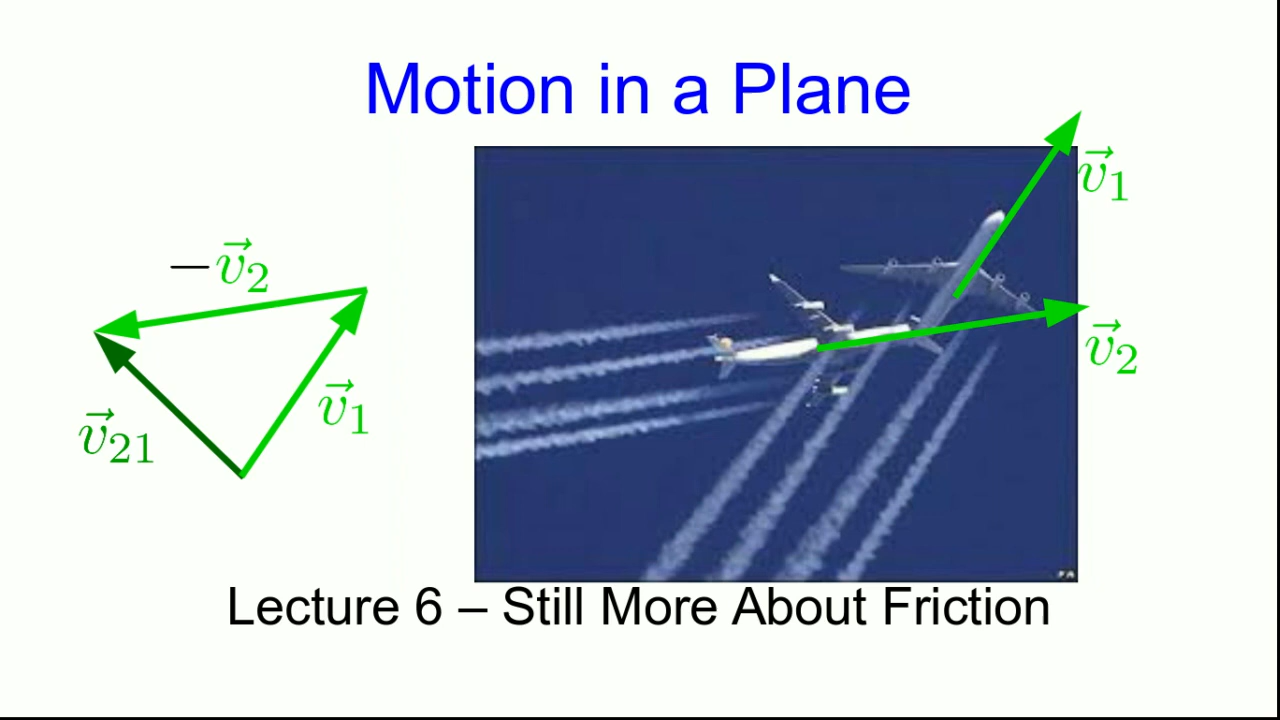 Motion in a Plane
v⃗₁
−v⃗₂
v⃗₂
v⃗₁
v⃗₂₁
Lecture 6 – Still More About Friction